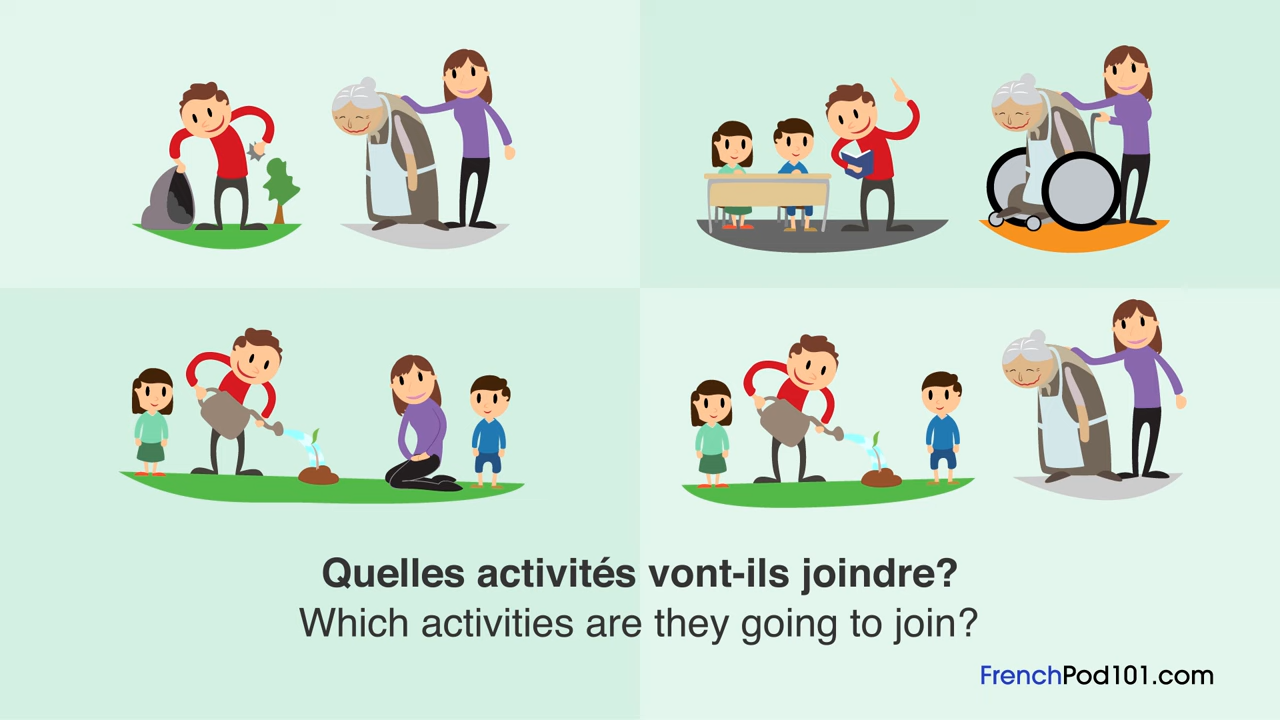 Quelles activités vont-ils joindre?
Which activities are they going to join?
FrenchPod101.com